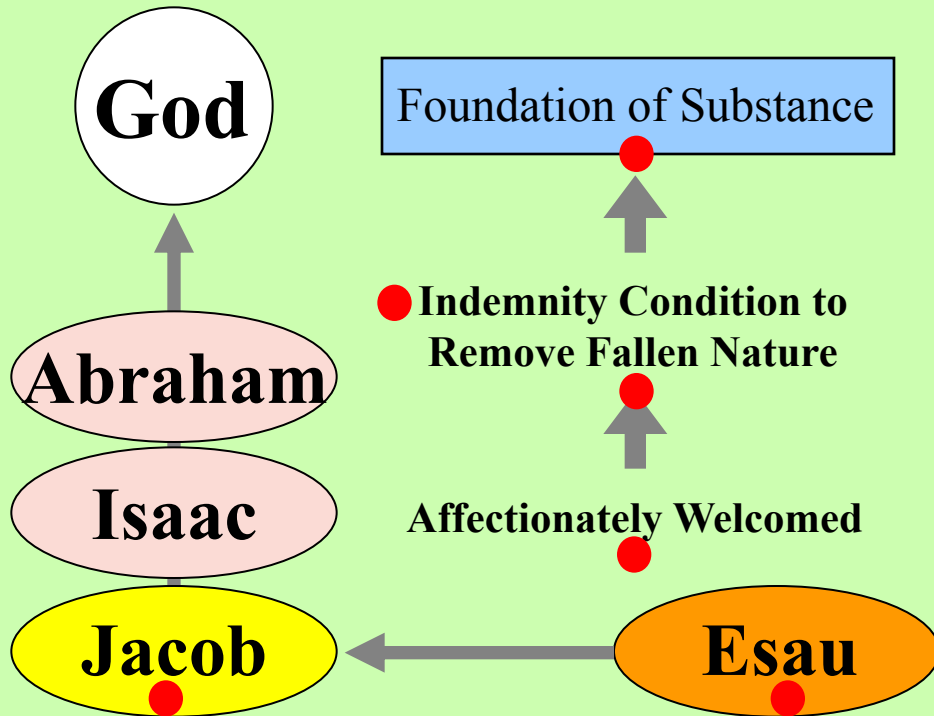 God
Foundation of Substance
Indemnity Condition to
Remove Fallen Nature
Abraham
Isaac
Affectionately Welcomed
Jacob
Esau